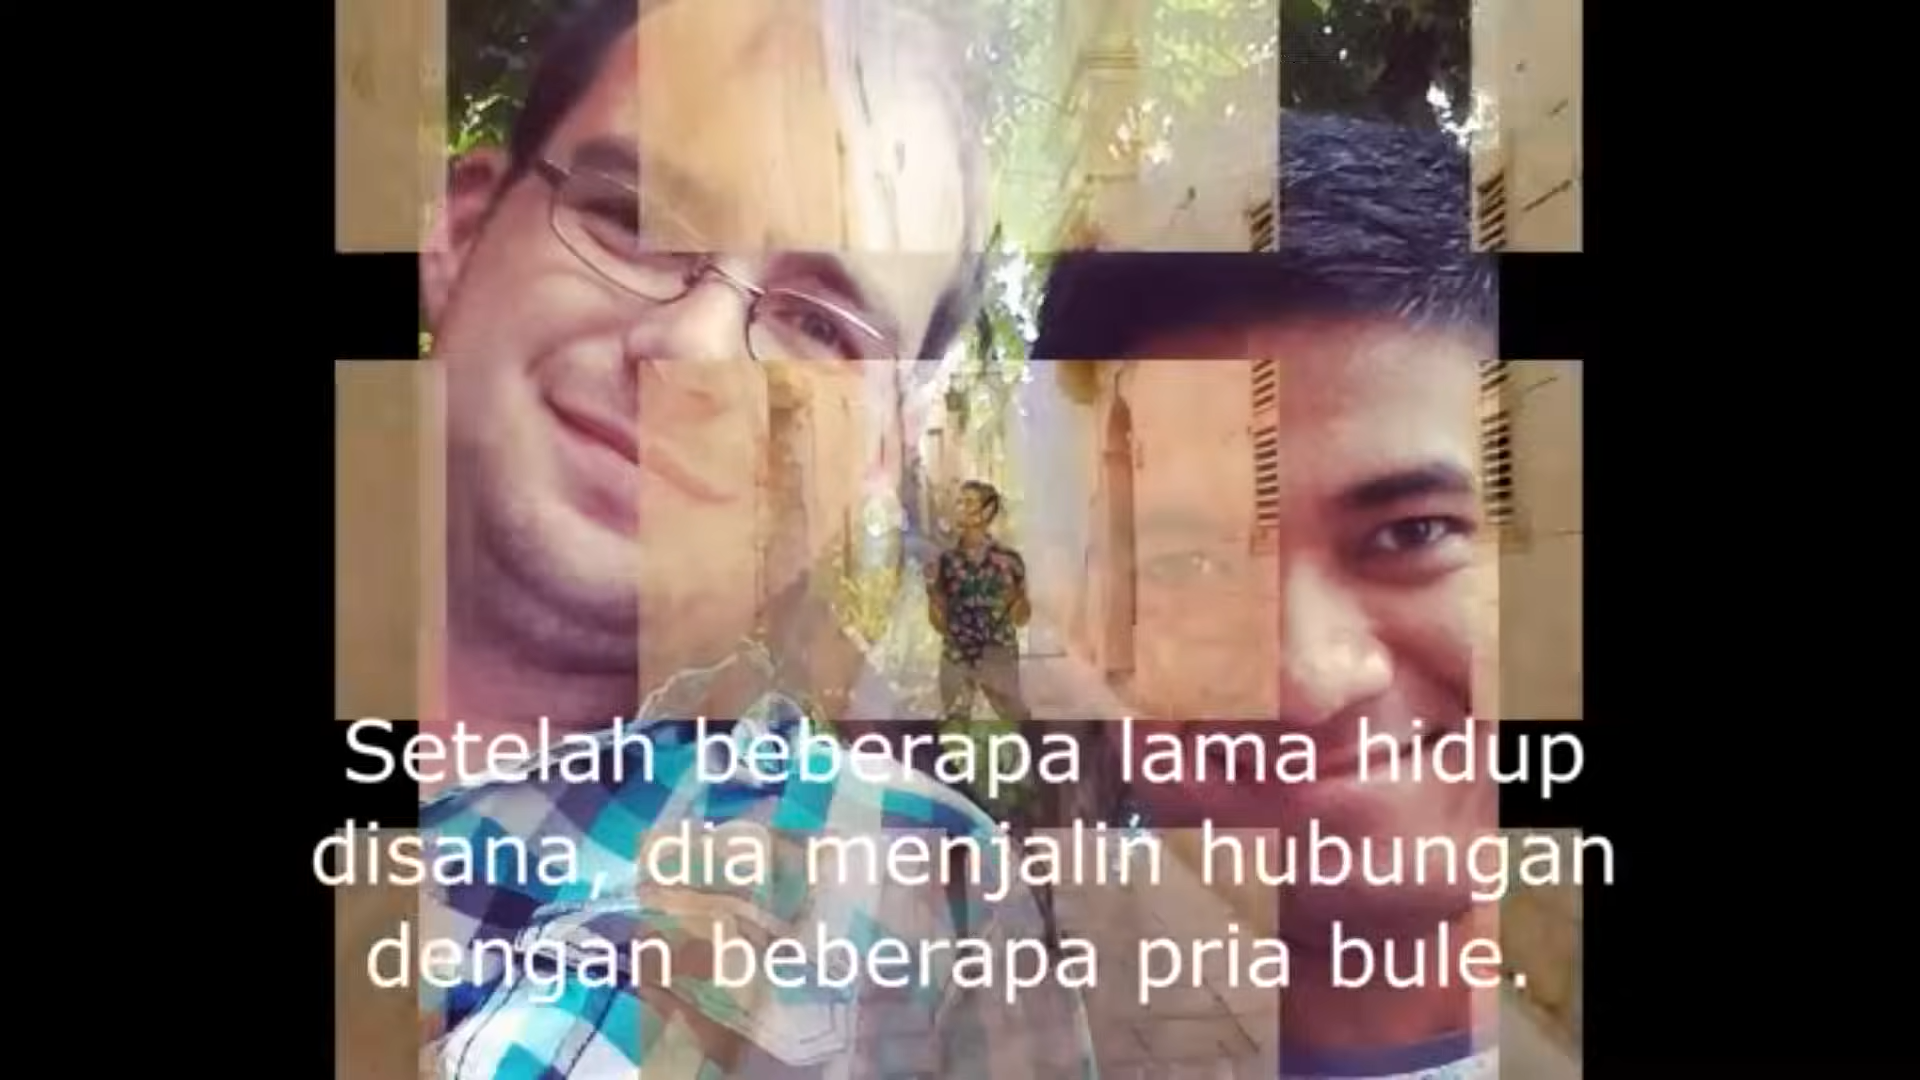 Setelah beberapa lama hidup
disana, dia menjalin hubungan
dengan beberapa pria bule.